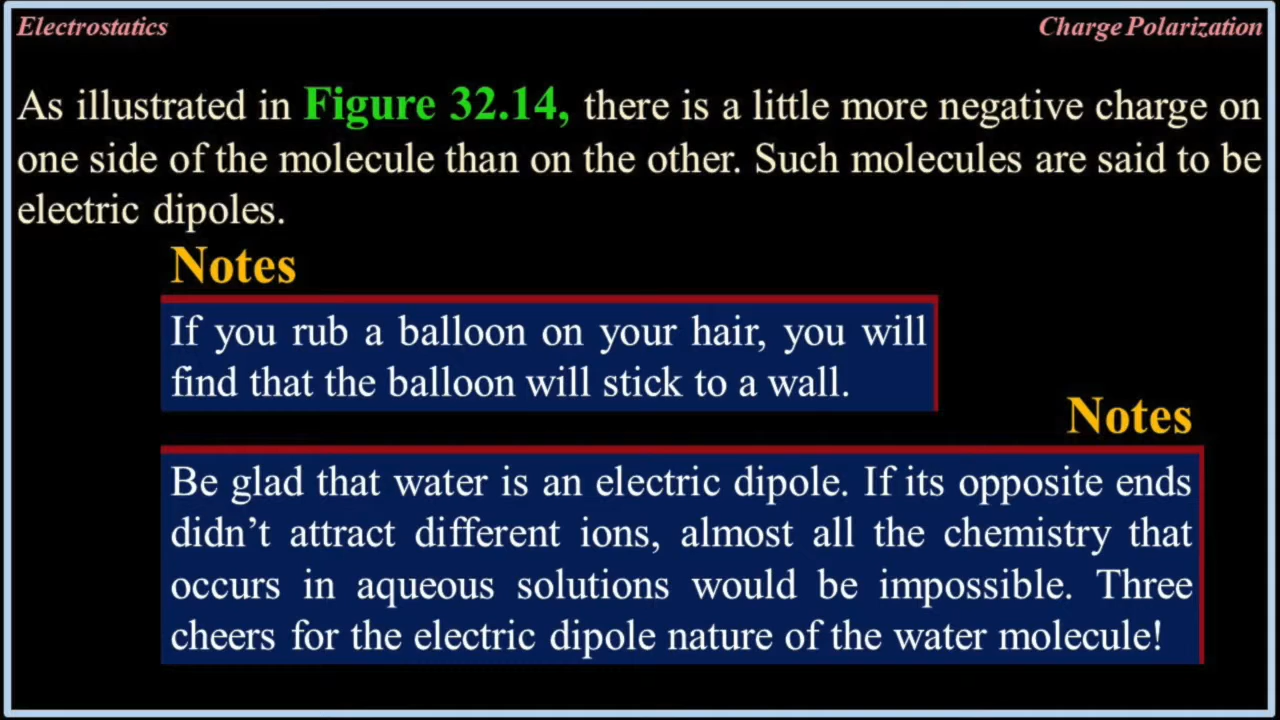 Electrostatics
Charge Polarization
As illustrated in Figure 32.14, there is a little more negative charge on
one side of the molecule than on the other. Such molecules are said to be
electric dipoles.
Notes
If you rub a balloon on your hair, you will
find that the balloon will stick to a wall.
Notes
Be glad that water is an electric dipole. If its opposite ends
didn’t attract different ions, almost all the chemistry that
occurs in aqueous solutions would be impossible. Three
cheers for the electric dipole nature of the water molecule!